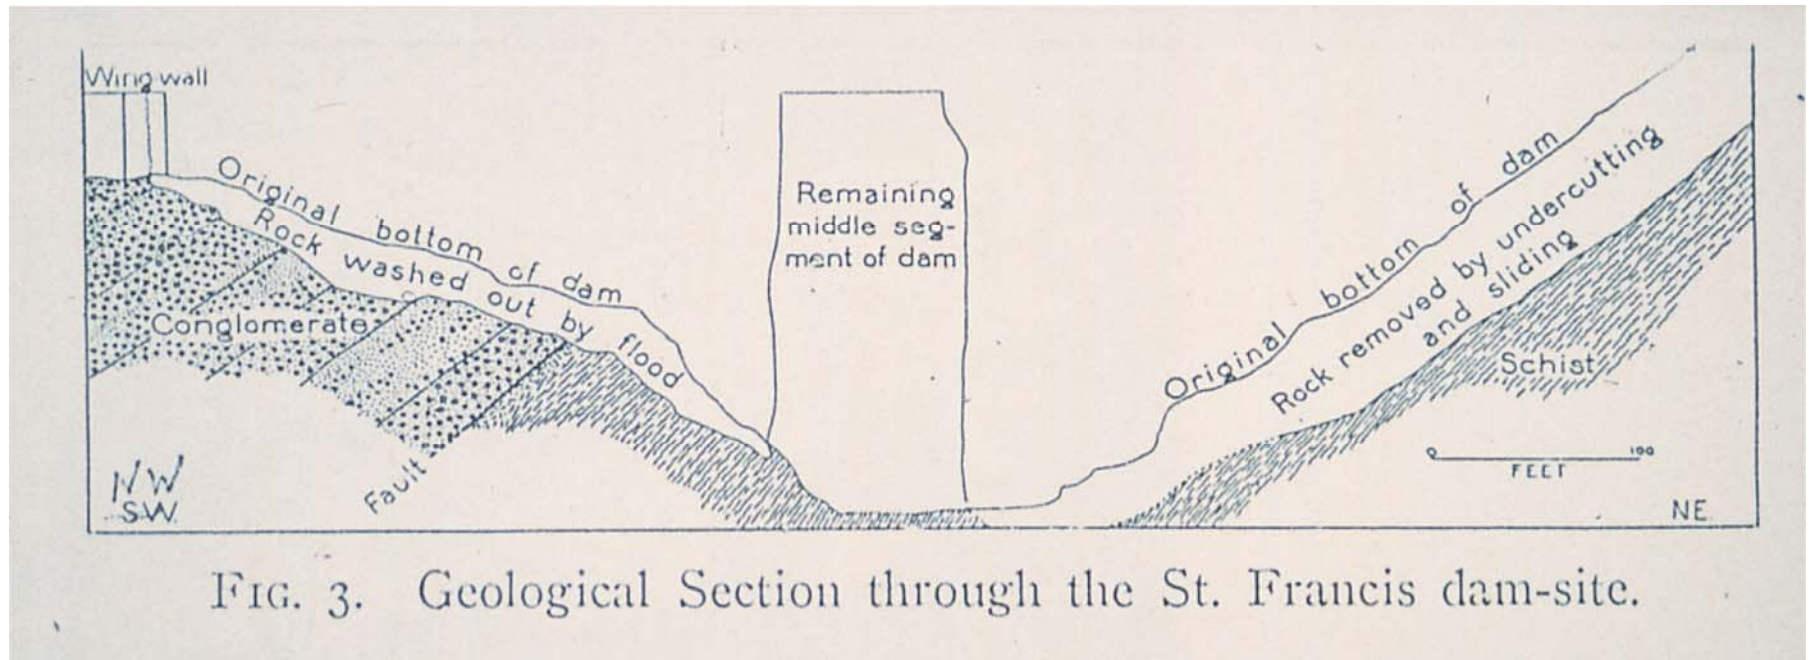 Wing wall
Original bottom of dam
Rock washed out by flood
Conglomerate
Fault
NW
SW.
Remaining
middle seg-
ment of dam
Original bottom of dam
Rock removed by undercutting
and sliding
Schist
0 100
FEET
NE.
FIG. 3. Geological Section through the St. Francis dam-site.